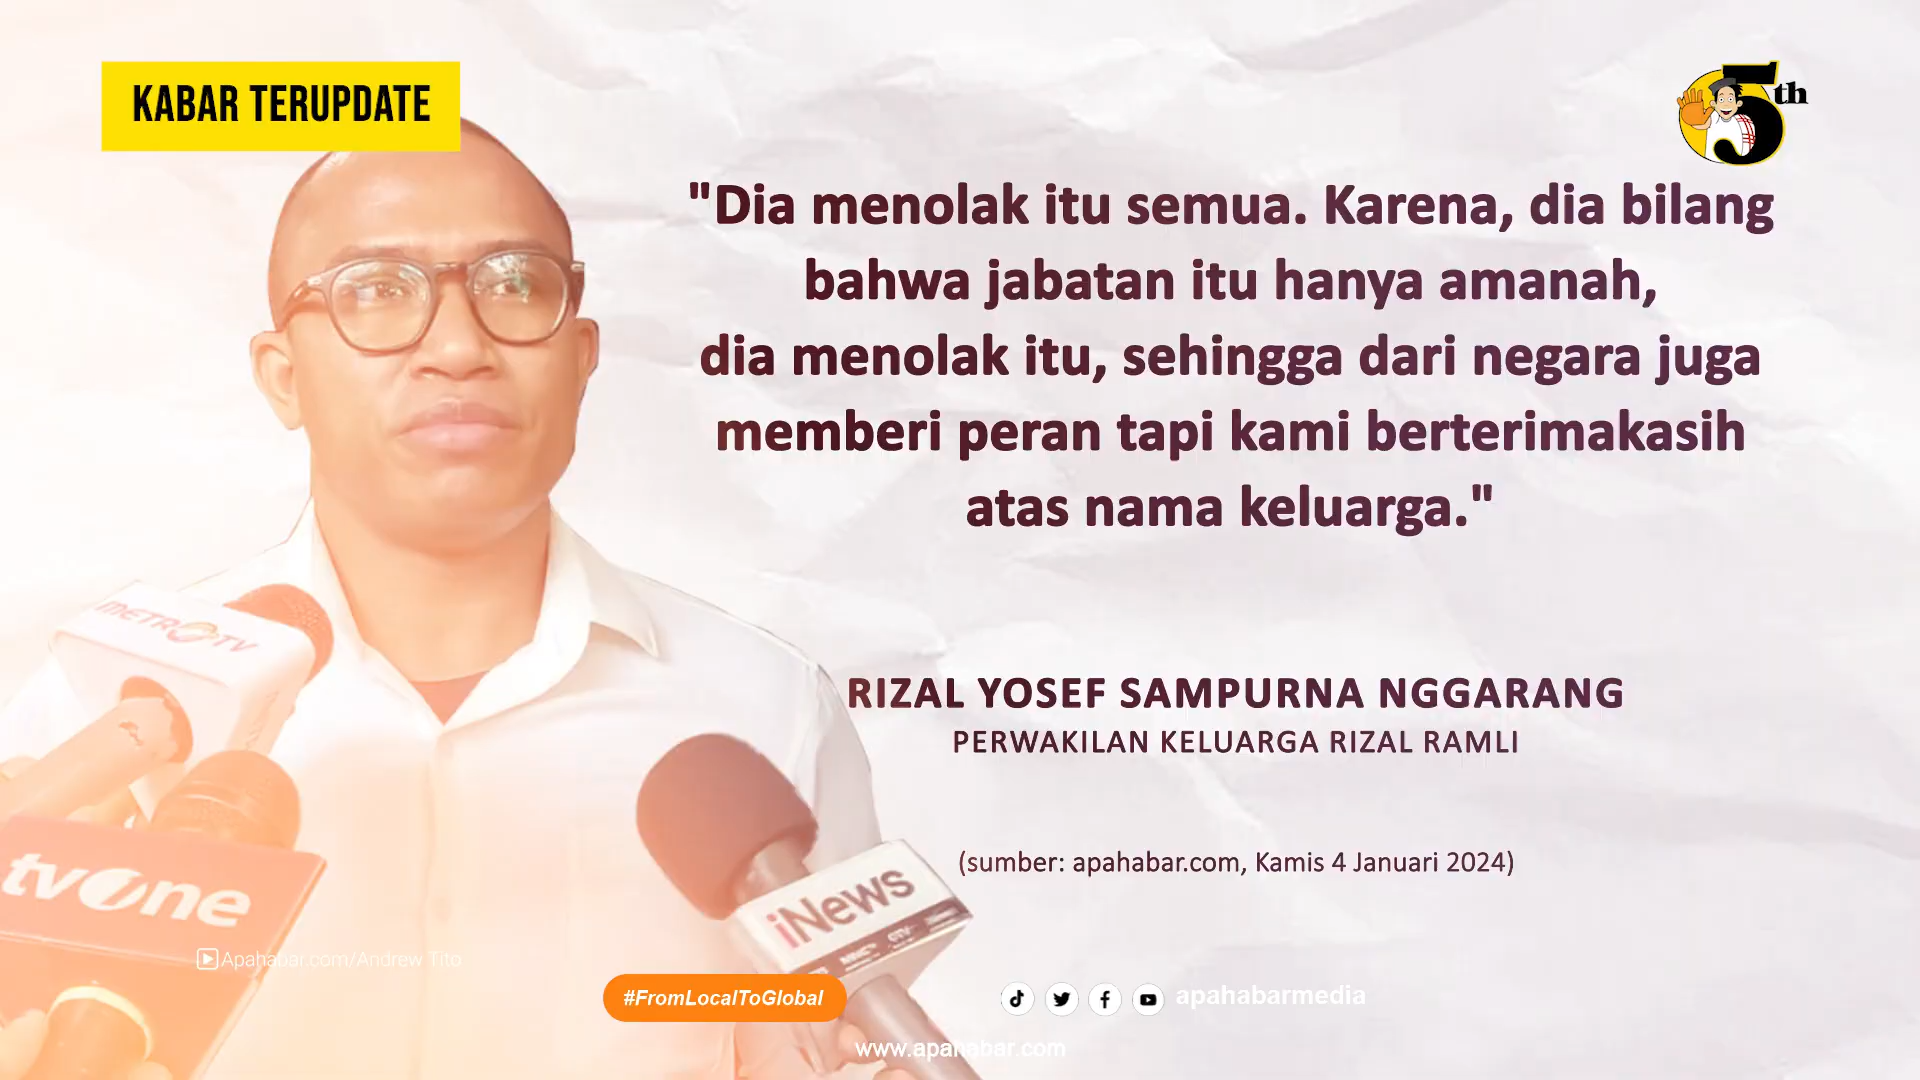 KABAR TERUPDATE
5th
"Dia menolak itu semua. Karena, dia bilang
bahwa jabatan itu hanya amanah,
dia menolak itu, sehingga dari negara juga
memberi peran tapi kami berterimakasih
atas nama keluarga."
RIZAL YOSEF SAMPURNA NGGARANG
PERWAKILAN KELUARGA RIZAL RAMLI
(sumber: apahabar.com, Kamis 4 Januari 2024)
METRO TV
tvOne
iNews
Apahabar.com/Andrew Tito
#FromLocalToGlobal
apahabarmedia
www.apahabar.com